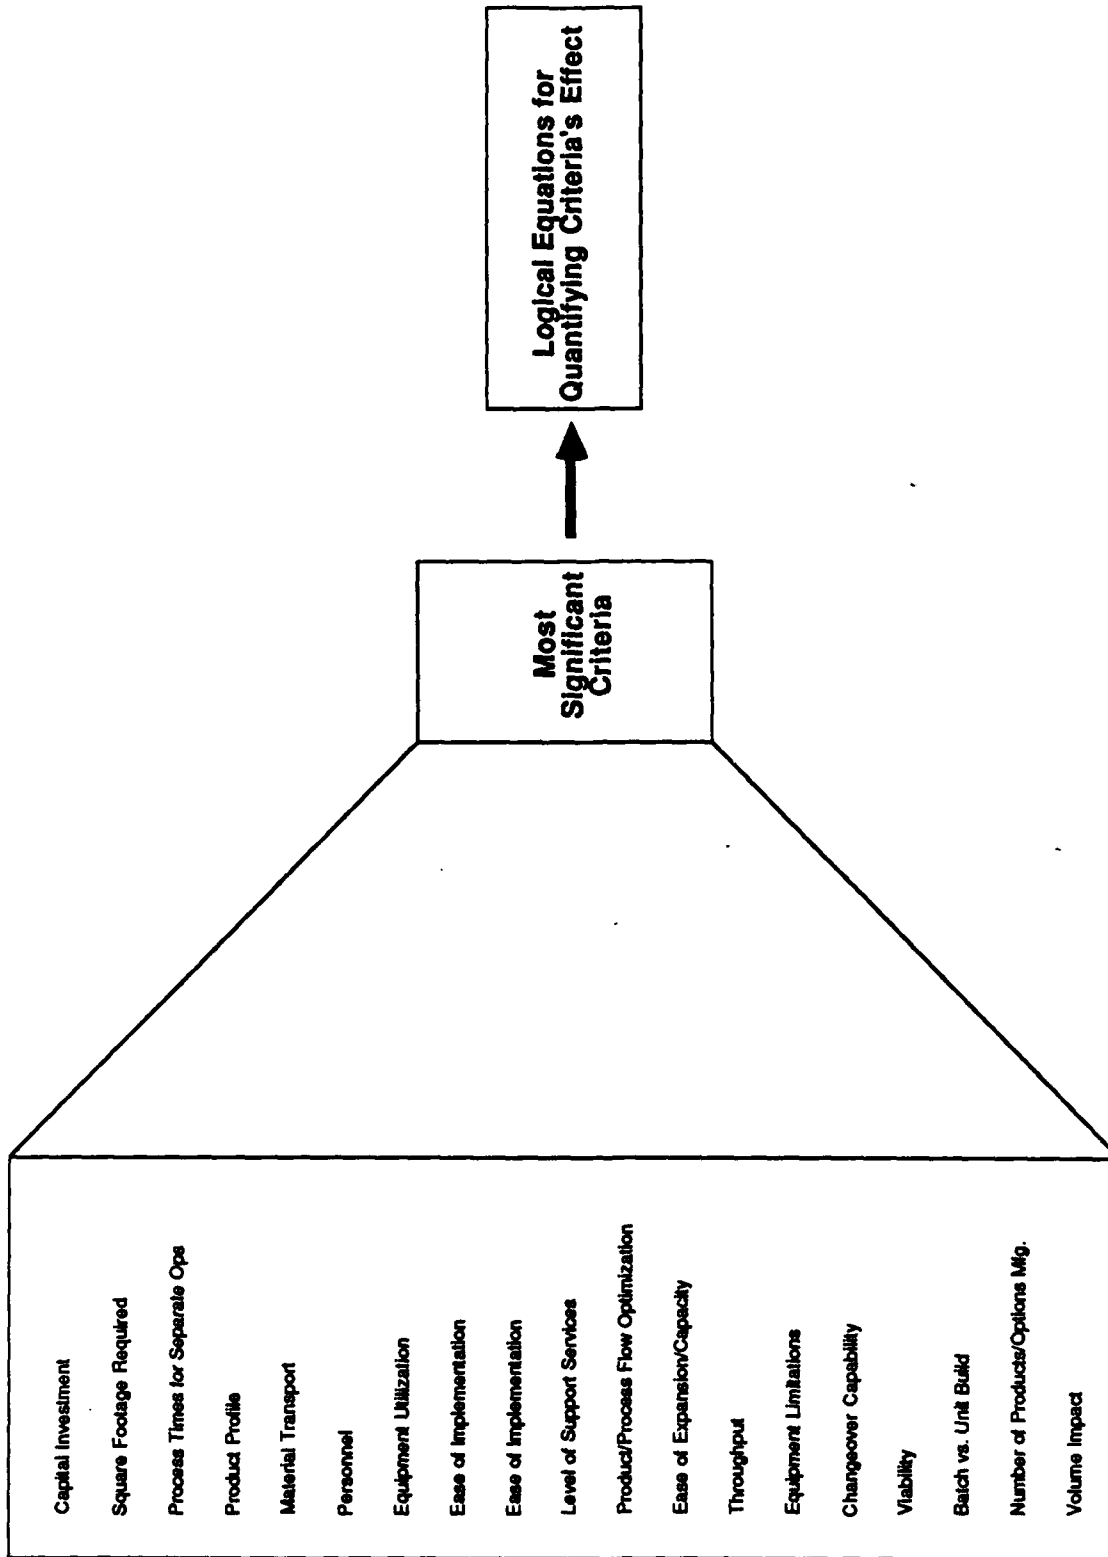 Capital Investment
Square Footage Required
Process Times for Separate Ops
Product Profile
Material Transport
Personnel
Equipment Utilization
Ease of Implementation
Ease of Implementation
Level of Support Services
Product/Process Flow Optimization
Ease of Expansion/Capacity
Throughput
Equipment Limitations
Changeover Capability
Viability
Batch vs. Unit Build
Number of Products/Options Mfg.
Volume Impact
Most
Significant
Criteria
Logical Equations for
Quantifying Criteria's Effect